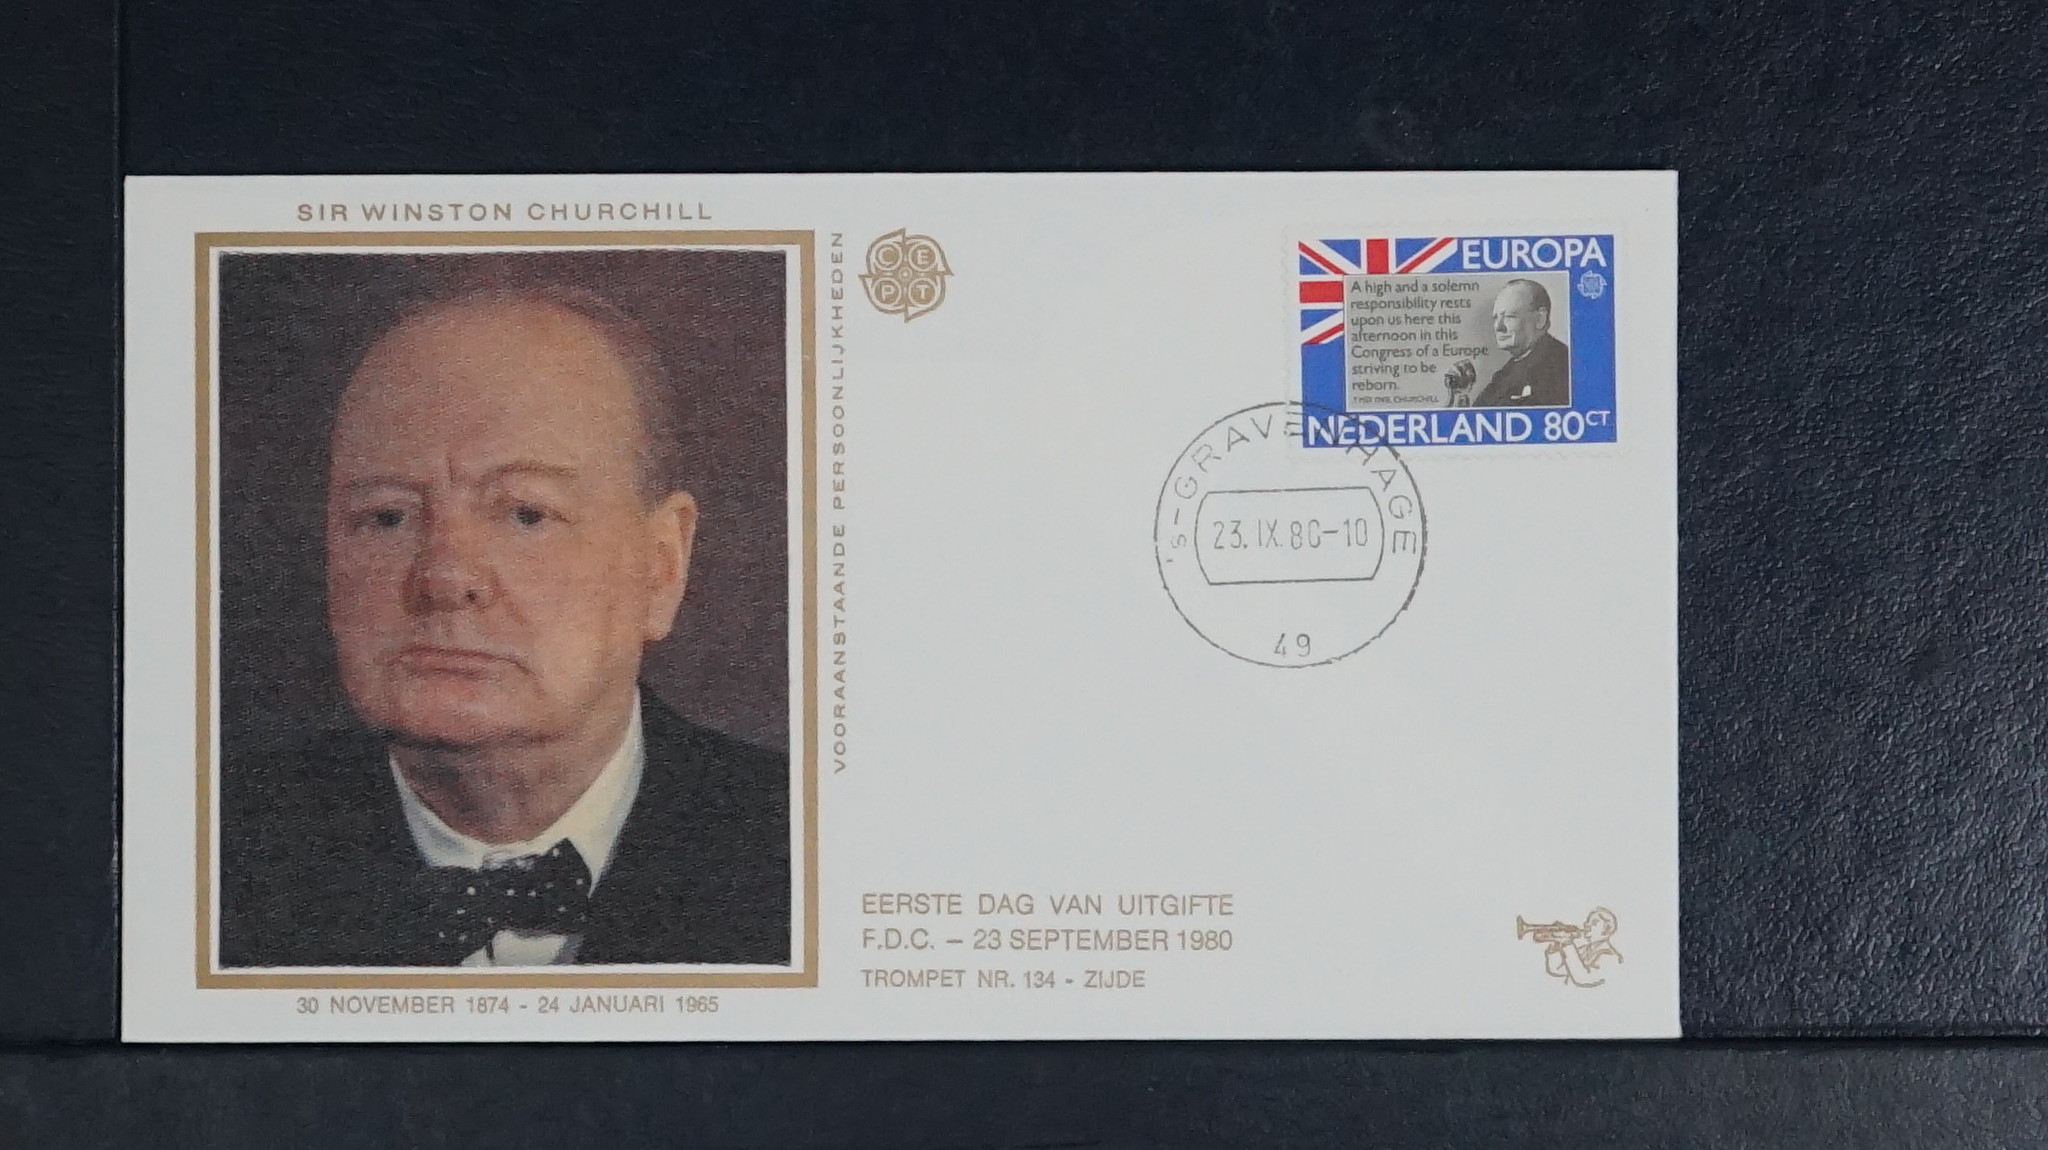 SIR WINSTON CHURCHILL
30 NOVEMBER 1874 - 24 JANUARI 1965
VOORAANSTAANDE PERSOONLIJKHEDEN
C E
P T
EUROPA
A high and a solemn
responsibility rests
upon us here this
afternoon in this
Congress of a Europe
striving to be
reborn.
CHURCHILL
NEDERLAND 80CT
's-GRAVENHAGE
23.IX.80-10
49
EERSTE DAG VAN UITGIFTE
F.D.C. – 23 SEPTEMBER 1980
TROMPET NR. 134 - ZIJDE